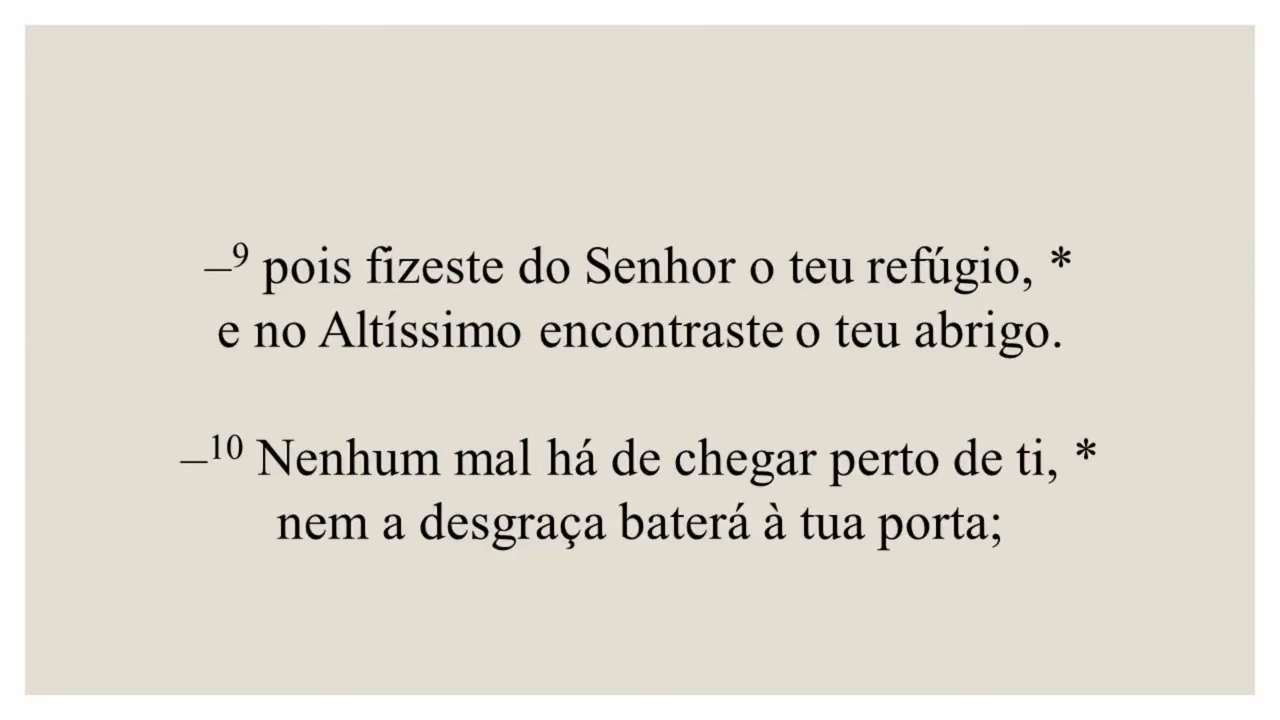 –⁹ pois fizeste do Senhor o teu refúgio, *
e no Altíssimo encontraste o teu abrigo.
–¹⁰ Nenhum mal há de chegar perto de ti, *
nem a desgraça baterá à tua porta;